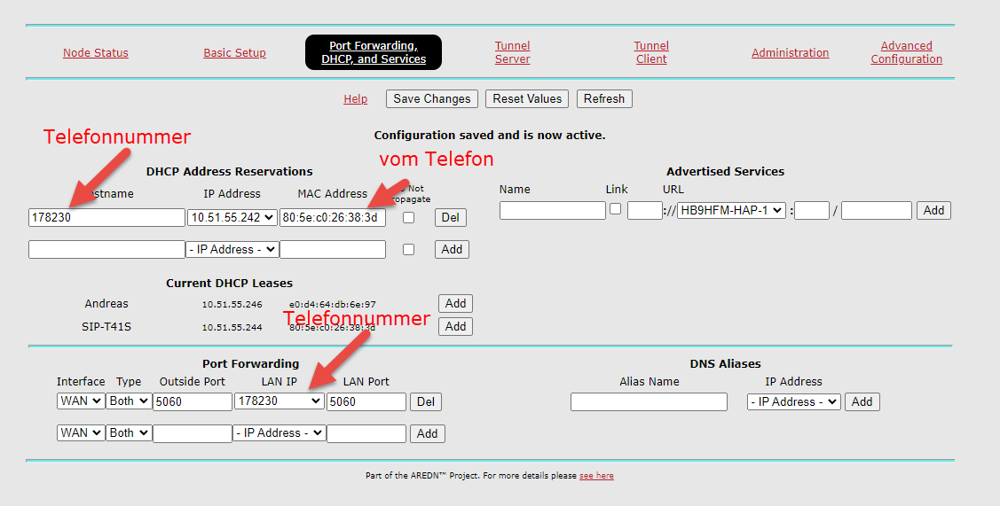 Node Status Basic Setup Port Forwarding, DHCP, and Services Tunnel Server Tunnel Client Administration Advanced Configuration
Help Save Changes Reset Values Refresh
Telefonnummer
Configuration saved and is now active.
vom Telefon
DHCP Address Reservations
IP Address MAC Address Not
178230 10.51.55.242 80:5e:c0:26:38:3d Del
- IP Address - Add
Current DHCP Leases
Andreas 10.51.55.246 e0:d4:64:db:6e:97 Add
Telefonnummer
SIP-T41S 10.51.55.244 80:5e:c0:26:38:3d Add
Advertised Services
Name Link URL
:// HB9HFM-HAP-1 : / Add
Port Forwarding
Interface Type Outside Port LAN IP LAN Port
WAN Both 5060 178230 5060 Del
WAN Both - IP Address - Add
DNS Aliases
Alias Name IP Address
- IP Address - Add
Part of the AREDN™ Project. For more details please see here